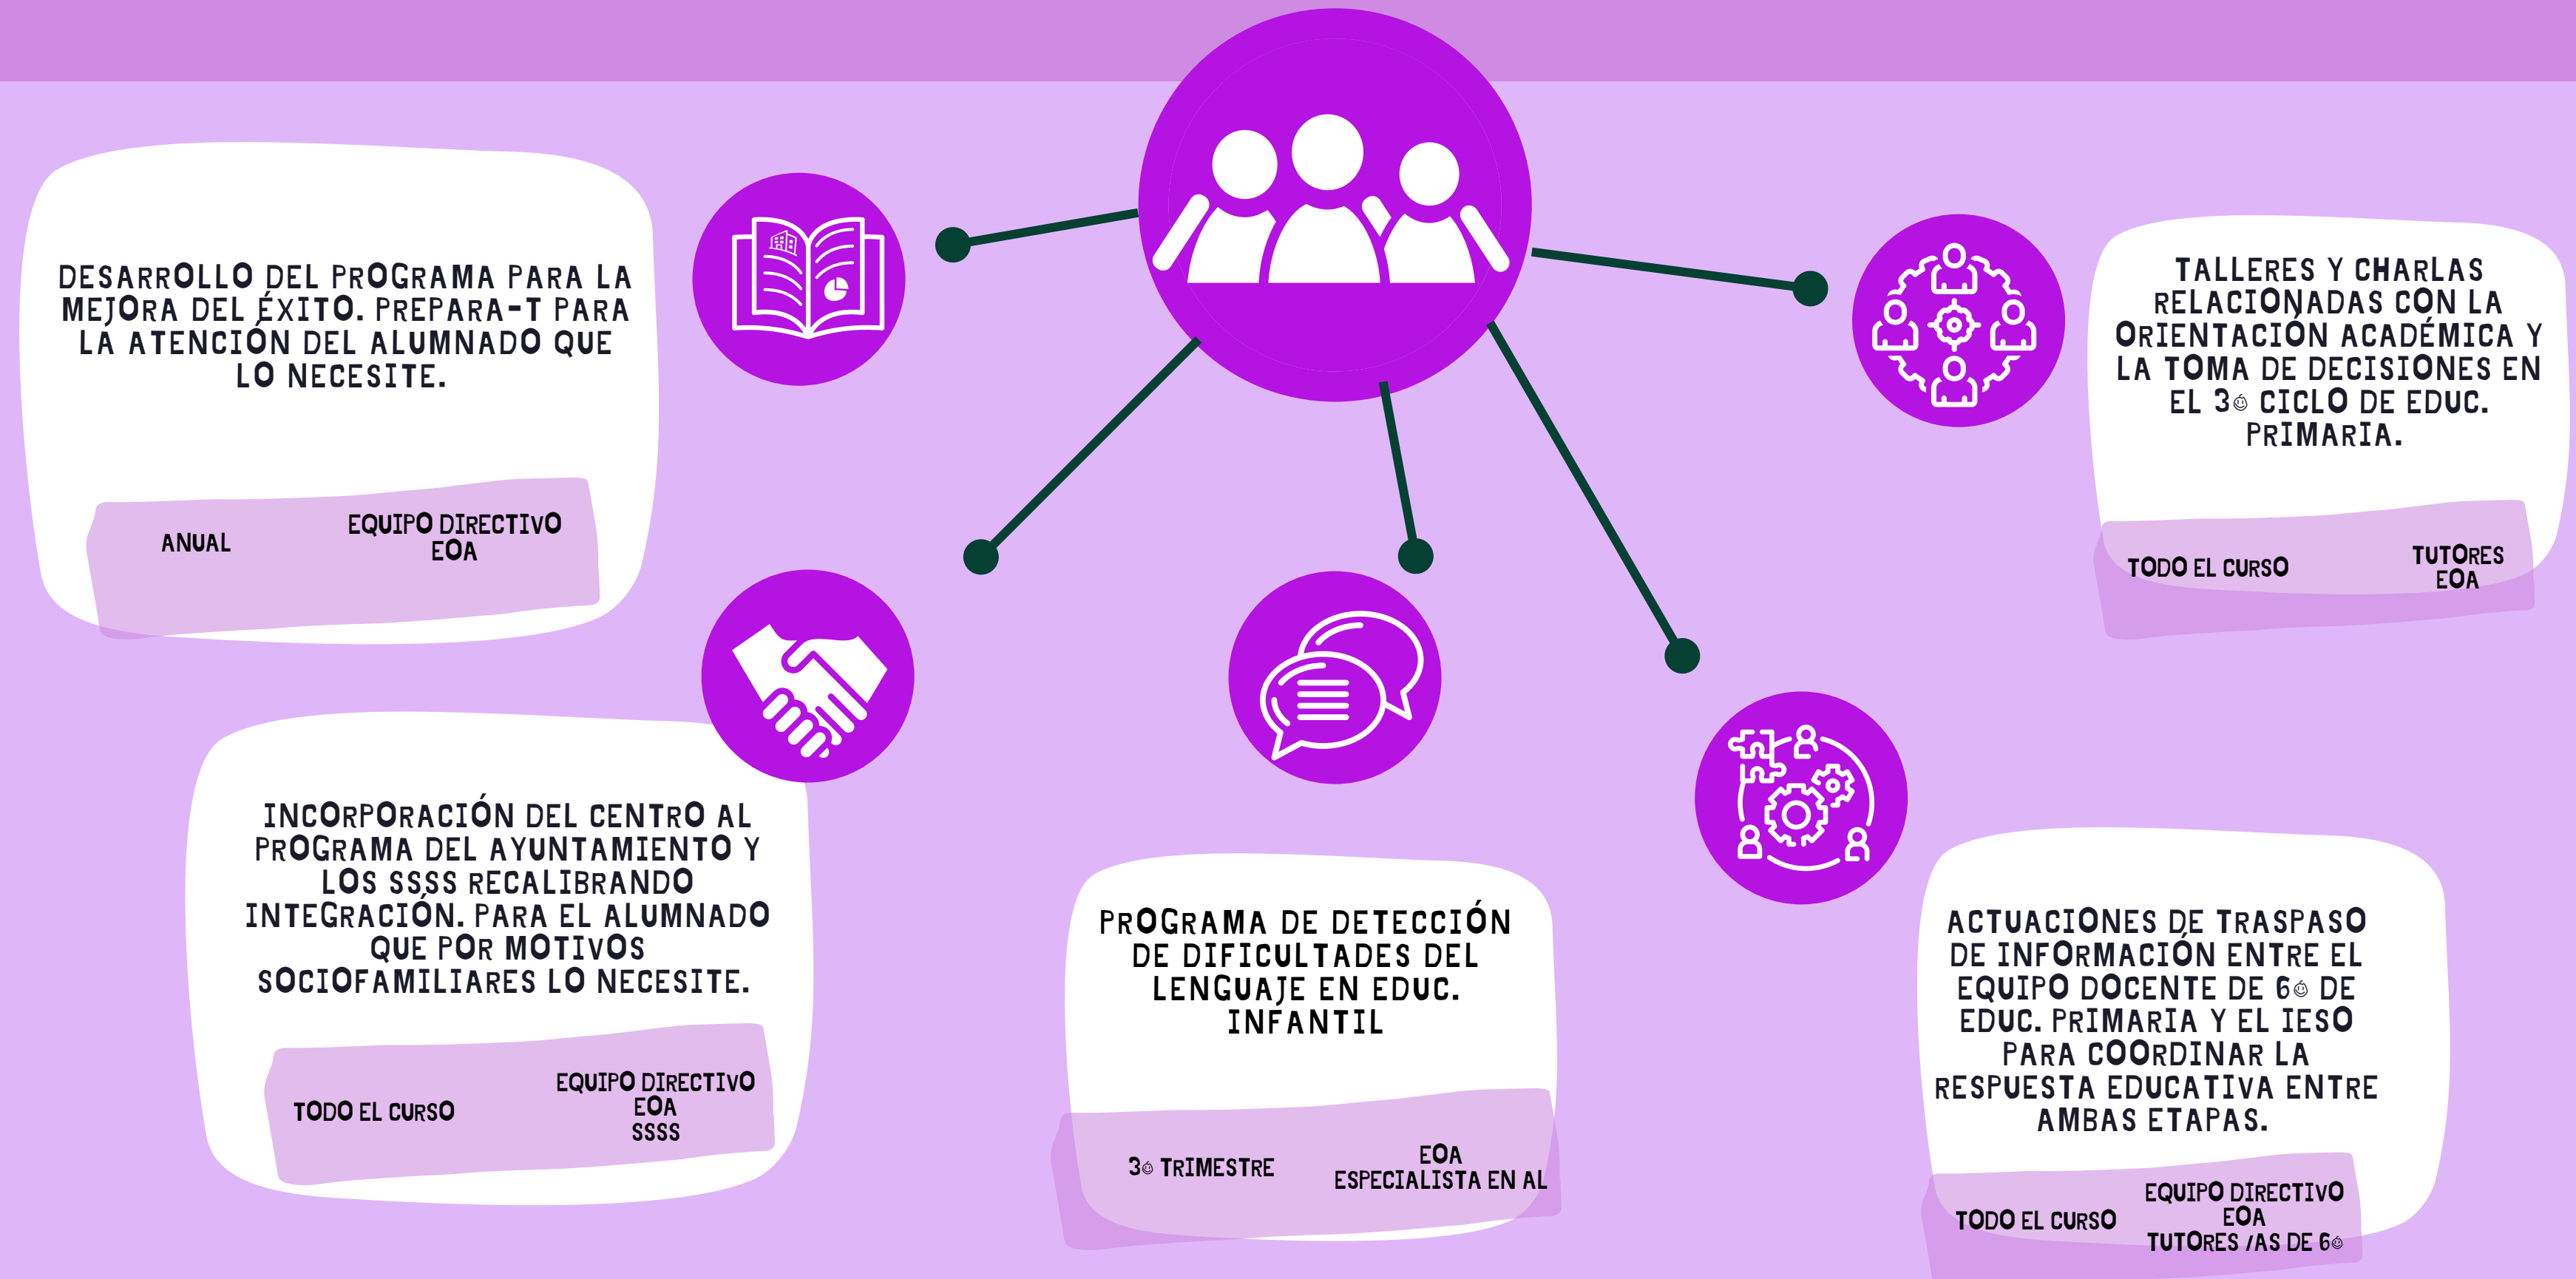 DESARROLLO DEL PROGRAMA PARA LA
MEJORA DEL ÉXITO. PREPARA-T PARA
LA ATENCIÓN DEL ALUMNADO QUE
LO NECESITE.
ANUAL
EQUIPO DIRECTIVO
EOA
TALLERES Y CHARLAS
RELACIONADAS CON LA
ORIENTACIÓN ACADÉMICA Y
LA TOMA DE DECISIONES EN
EL 3º CICLO DE EDUC.
PRIMARIA.
TODO EL CURSO
TUTORES
EOA
INCORPORACIÓN DEL CENTRO AL
PROGRAMA DEL AYUNTAMIENTO Y
LOS SSSS RECALIBRANDO
INTEGRACIÓN. PARA EL ALUMNADO
QUE POR MOTIVOS
SOCIOFAMILIARES LO NECESITE.
TODO EL CURSO
EQUIPO DIRECTIVO
EOA
SSSS
PROGRAMA DE DETECCIÓN
DE DIFICULTADES DEL
LENGUAJE EN EDUC.
INFANTIL
3º TRIMESTRE
EOA
ESPECIALISTA EN AL
ACTUACIONES DE TRASPASO
DE INFORMACIÓN ENTRE EL
EQUIPO DOCENTE DE 6º DE
EDUC. PRIMARIA Y EL IESO
PARA COORDINAR LA
RESPUESTA EDUCATIVA ENTRE
AMBAS ETAPAS.
TODO EL CURSO
EQUIPO DIRECTIVO
EOA
TUTORES /AS DE 6º